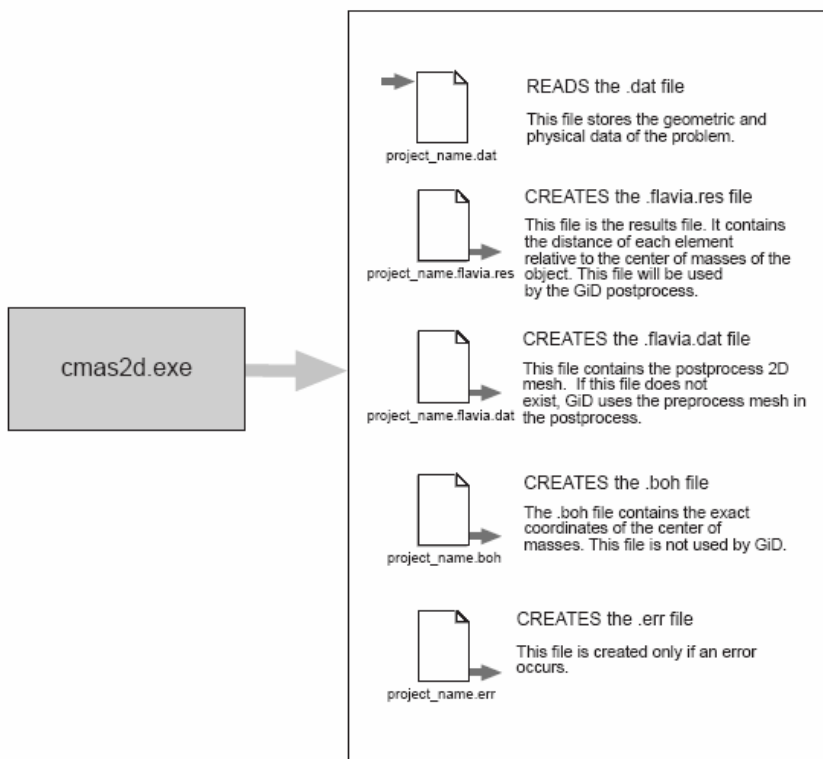 cmas2d.exe
READS the .dat file
This file stores the geometric and
physical data of the problem.
project_name.dat
CREATES the .flavia.res file
This file is the results file. It contains
the distance of each element
relative to the center of masses of the
object. This file will be used
by the GiD postprocess.
project_name.flavia.res
CREATES the .flavia.dat file
This file contains the postprocess 2D
mesh. If this file does not
exist, GiD uses the preprocess mesh in
the postprocess.
project_name.flavia.dat
CREATES the .boh file
The .boh file contains the exact
coordinates of the center of
masses. This file is not used by GiD.
project_name.boh
CREATES the .err file
This file is created only if an error
occurs.
project_name.err